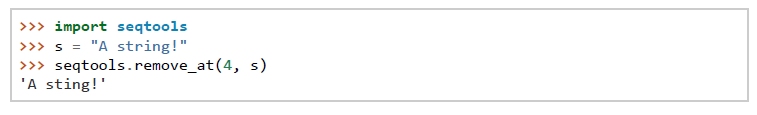 >>> import seqtools
>>> s = "A string!"
>>> seqtools.remove_at(4, s)
'A sting!'